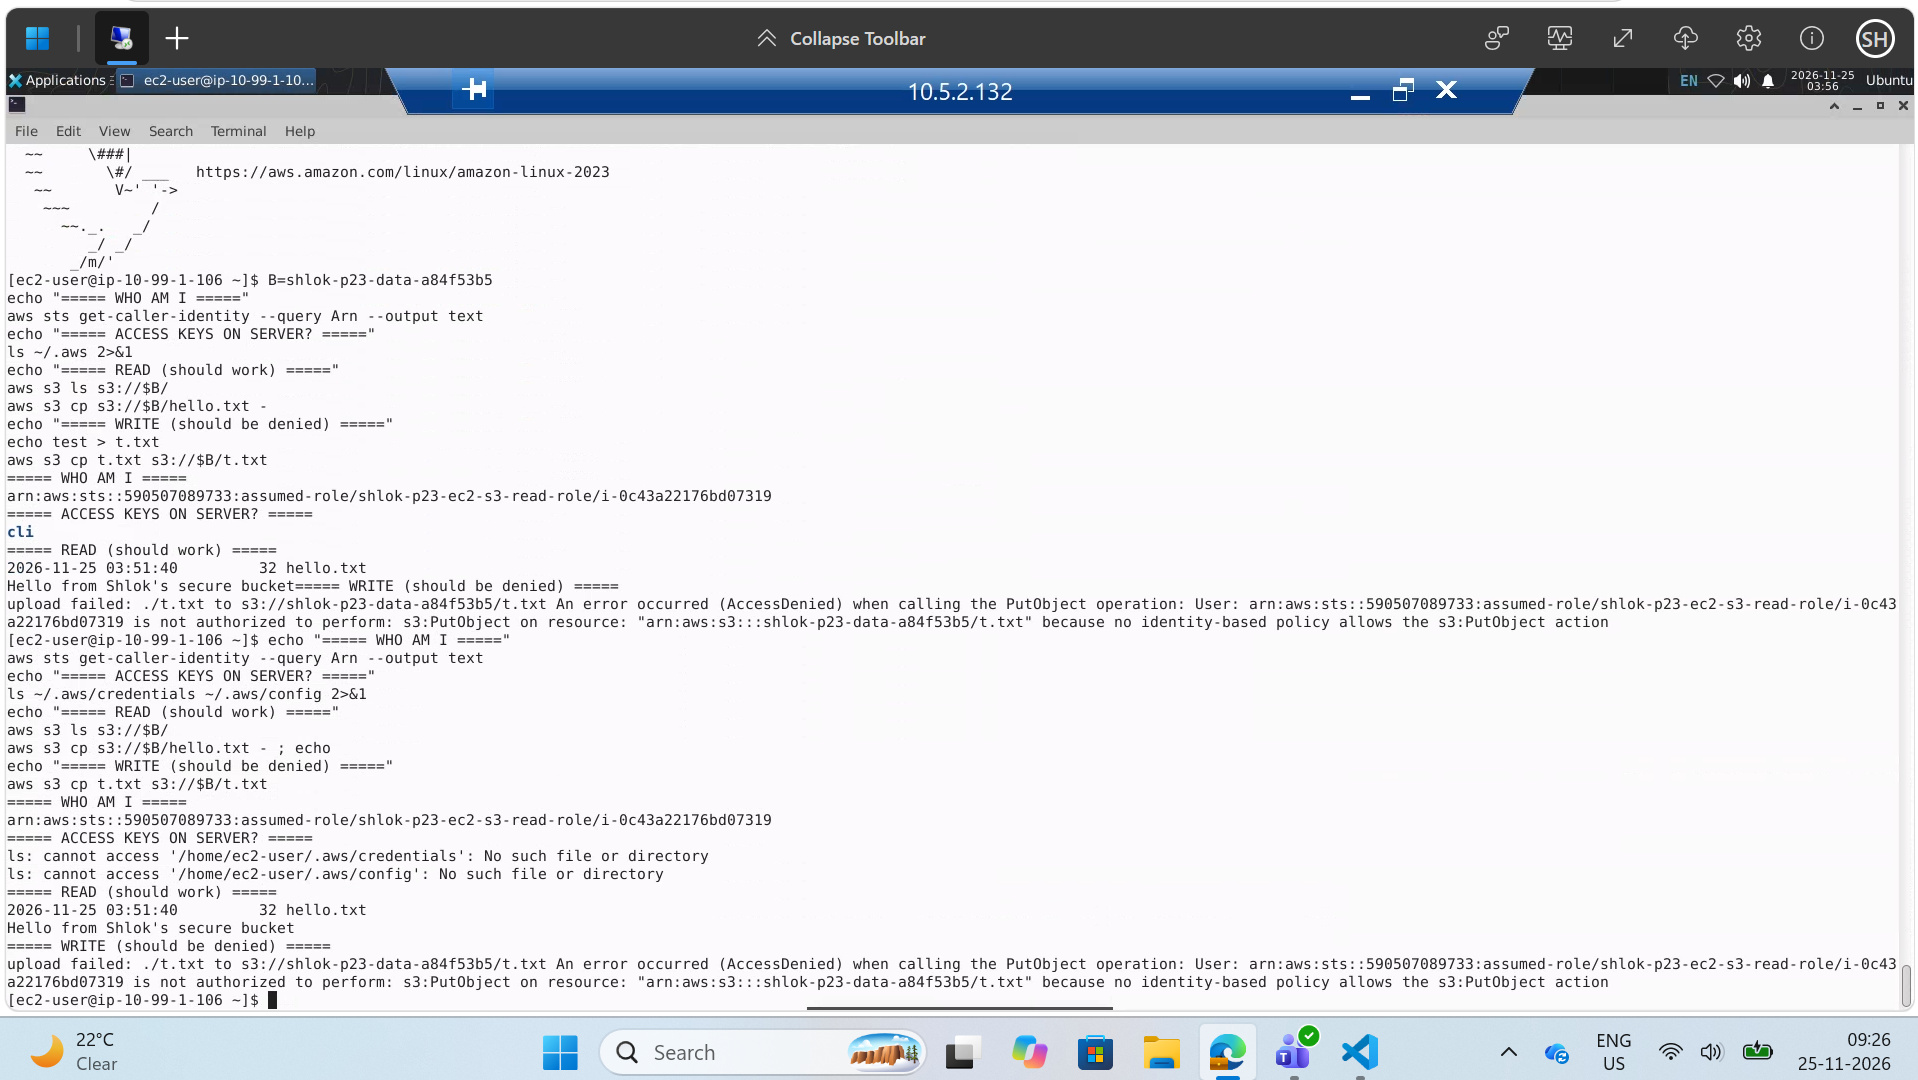 Collapse Toolbar
SH
Applications
ec2-user@ip-10-99-1-10...
10.5.2.132
EN
2026-11-25
03:56
Ubuntu
File Edit View Search Terminal Help
~~      \###|
~~       \#/ ___   https://aws.amazon.com/linux/amazon-linux-2023
~~       V~' '->
~~~         /
~~._.   _/
_/ _/
_/m/'
[ec2-user@ip-10-99-1-106 ~]$ B=shlok-p23-data-a84f53b5
echo "===== WHO AM I ====="
aws sts get-caller-identity --query Arn --output text
echo "===== ACCESS KEYS ON SERVER? ====="
ls ~/.aws 2>&1
echo "===== READ (should work) ====="
aws s3 ls s3://$B/
aws s3 cp s3://$B/hello.txt -
echo "===== WRITE (should be denied) ====="
echo test > t.txt
aws s3 cp t.txt s3://$B/t.txt
===== WHO AM I =====
arn:aws:sts::590507089733:assumed-role/shlok-p23-ec2-s3-read-role/i-0c43a22176bd07319
===== ACCESS KEYS ON SERVER? =====
cli
===== READ (should work) =====
2026-11-25 03:51:40         32 hello.txt
Hello from Shlok's secure bucket===== WRITE (should be denied) =====
upload failed: ./t.txt to s3://shlok-p23-data-a84f53b5/t.txt An error occurred (AccessDenied) when calling the PutObject operation: User: arn:aws:sts::590507089733:assumed-role/shlok-p23-ec2-s3-read-role/i-0c43
a22176bd07319 is not authorized to perform: s3:PutObject on resource: "arn:aws:s3:::shlok-p23-data-a84f53b5/t.txt" because no identity-based policy allows the s3:PutObject action
[ec2-user@ip-10-99-1-106 ~]$ echo "===== WHO AM I ====="
aws sts get-caller-identity --query Arn --output text
echo "===== ACCESS KEYS ON SERVER? ====="
ls ~/.aws/credentials ~/.aws/config 2>&1
echo "===== READ (should work) ====="
aws s3 ls s3://$B/
aws s3 cp s3://$B/hello.txt - ; echo
echo "===== WRITE (should be denied) ====="
aws s3 cp t.txt s3://$B/t.txt
===== WHO AM I =====
arn:aws:sts::590507089733:assumed-role/shlok-p23-ec2-s3-read-role/i-0c43a22176bd07319
===== ACCESS KEYS ON SERVER? =====
ls: cannot access '/home/ec2-user/.aws/credentials': No such file or directory
ls: cannot access '/home/ec2-user/.aws/config': No such file or directory
===== READ (should work) =====
2026-11-25 03:51:40         32 hello.txt
Hello from Shlok's secure bucket
===== WRITE (should be denied) =====
upload failed: ./t.txt to s3://shlok-p23-data-a84f53b5/t.txt An error occurred (AccessDenied) when calling the PutObject operation: User: arn:aws:sts::590507089733:assumed-role/shlok-p23-ec2-s3-read-role/i-0c43
a22176bd07319 is not authorized to perform: s3:PutObject on resource: "arn:aws:s3:::shlok-p23-data-a84f53b5/t.txt" because no identity-based policy allows the s3:PutObject action
[ec2-user@ip-10-99-1-106 ~]$
22°C
Clear
Search
ENG
US
09:26
25-11-2026